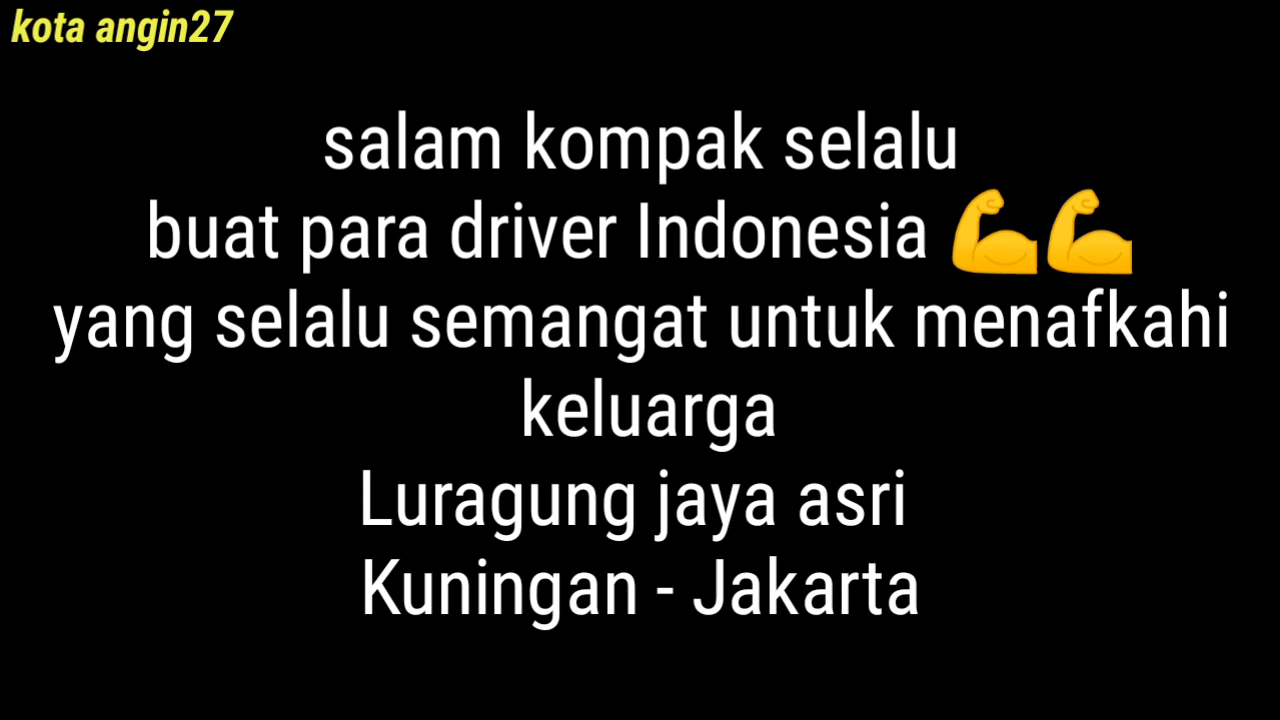 kota angin27
salam kompak selalu
buat para driver Indonesia 💪💪
yang selalu semangat untuk menafkahi
keluarga
Luragung jaya asri
Kuningan - Jakarta